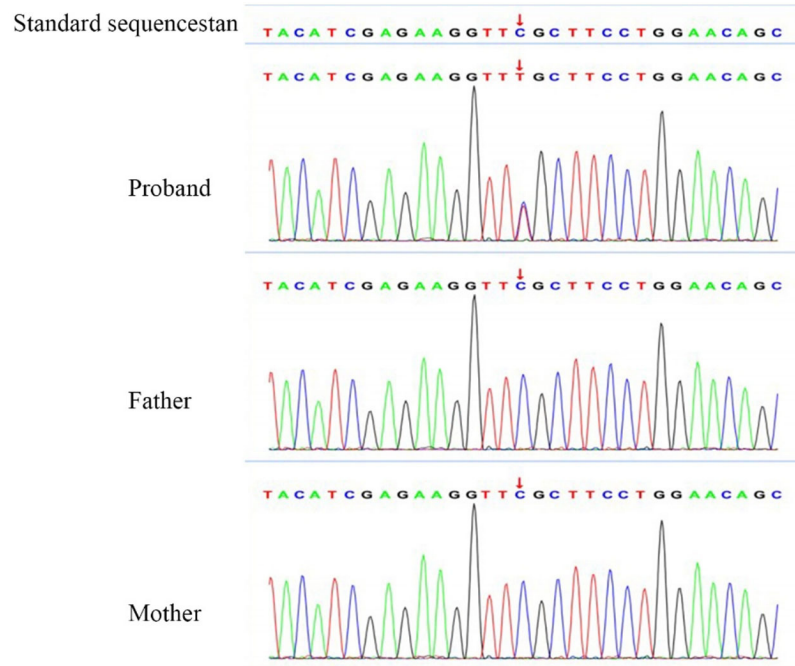 Standard sequencestan TACATCGAGAAGGTTCGCTTCCTGGAACAGC
TACATCGAGAAGGTTTGCTTCCTGGAACAGC
Proband
TACATCGAGAAGGTTCGCTTCCTGGAACAGC
Father
TACATCGAGAAGGTTCGCTTCCTGGAACAGC
Mother